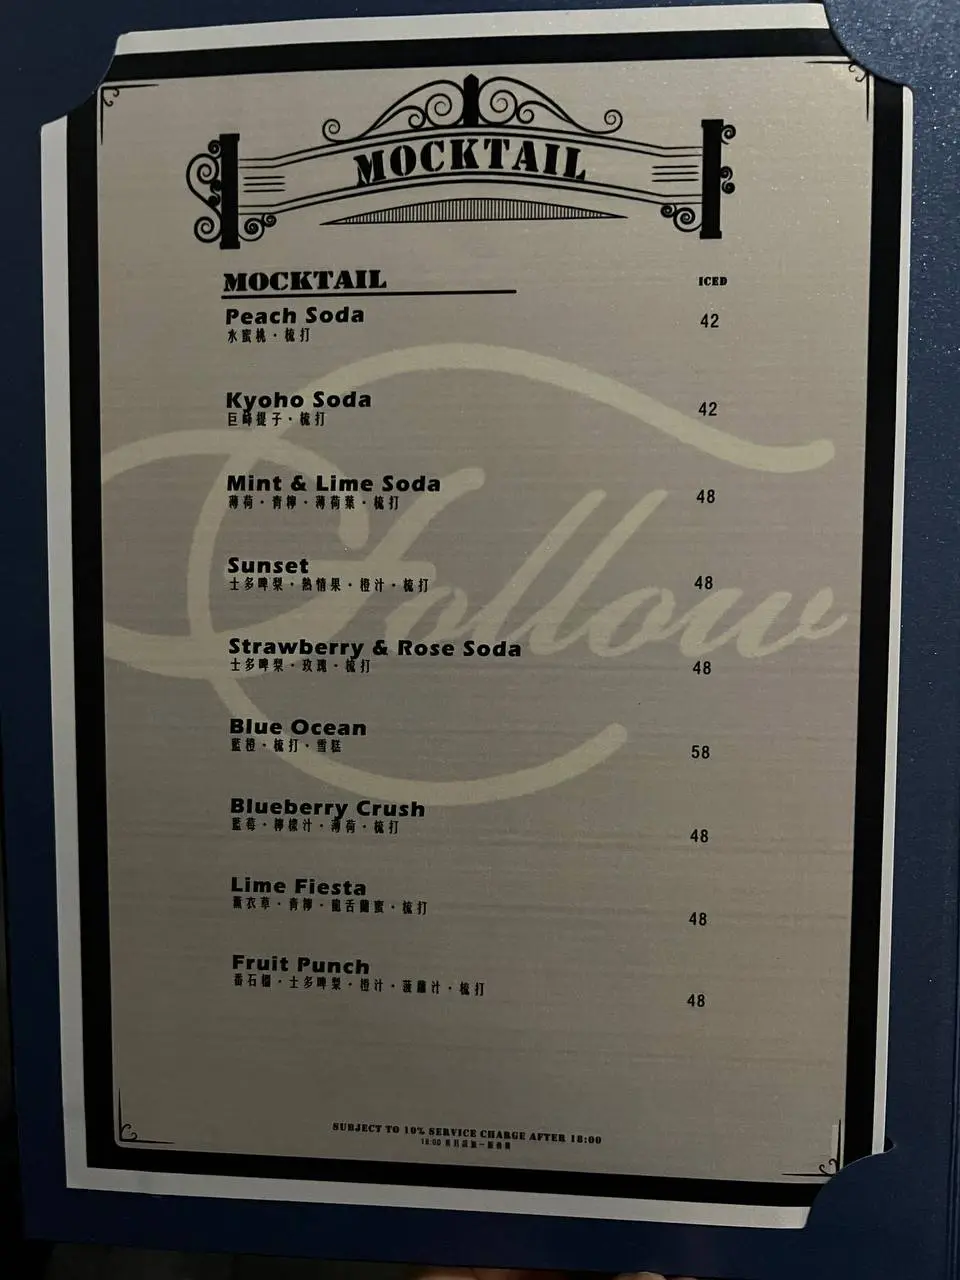 MOCKTAIL
MOCKTAIL ICED
Peach Soda 42
水蜜桃·梳打
Kyoho Soda 42
巨峰提子·梳打
Mint & Lime Soda 48
薄荷·青檸·薄荷葉·梳打
Sunset 48
士多啤梨·熱情果·橙汁·梳打
Strawberry & Rose Soda 48
士多啤梨·玫瑰·梳打
Blue Ocean 58
藍橙·梳打·雪糕
Blueberry Crush 48
藍莓·檸檬汁·薄荷·梳打
Lime Fiesta 48
薰衣草·青檸·龍舌蘭蜜·梳打
Fruit Punch 48
番石榴·士多啤梨·橙汁·菠蘿汁·梳打
Follow
SUBJECT TO 10% SERVICE CHARGE AFTER 18:00
18:00